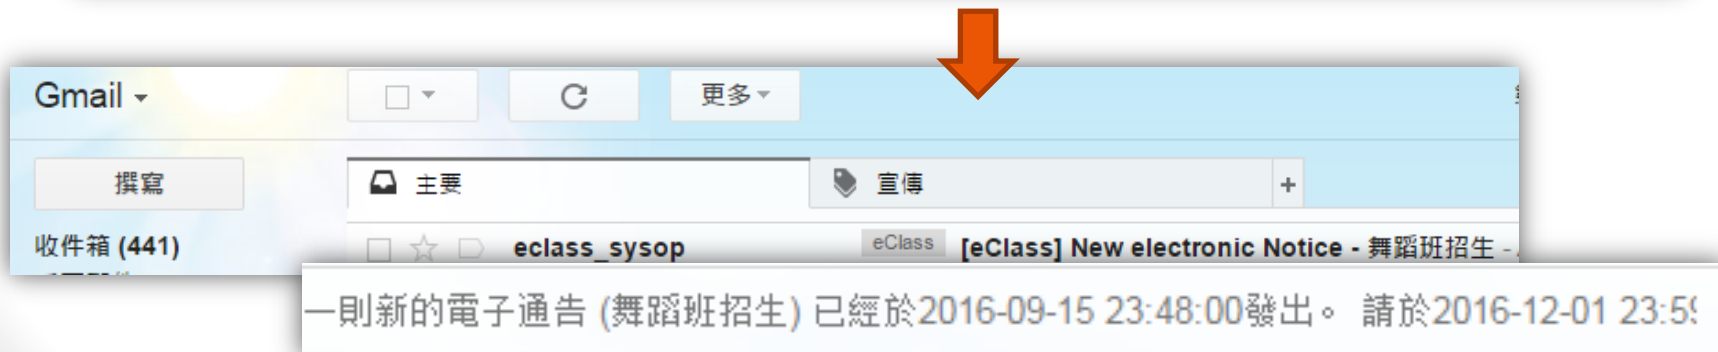 Gmail
更多
撰寫
主要
宣傳
+
收件箱 (441)
eclass_sysop
eClass
[eClass] New electronic Notice - 舞蹈班招生 -
一則新的電子通告 (舞蹈班招生) 已經於2016-09-15 23:48:00發出。 請於2016-12-01 23:59